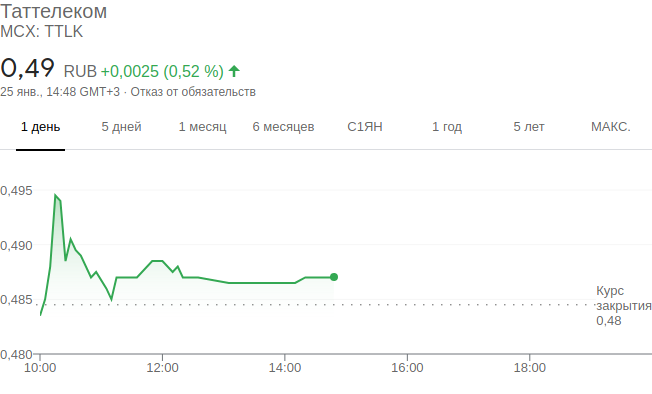 Таттелеком
MCX: TTLK
0,49 RUB +0,0025 (0,52 %)
25 янв., 14:48 GMT+3 · Отказ от обязательств
1 день 5 дней 1 месяц 6 месяцев С1ЯН 1 год 5 лет МАКС.
0,495
0,490
0,485
Курс
закрытия
0,48
0,480
10:00 12:00 14:00 16:00 18:00